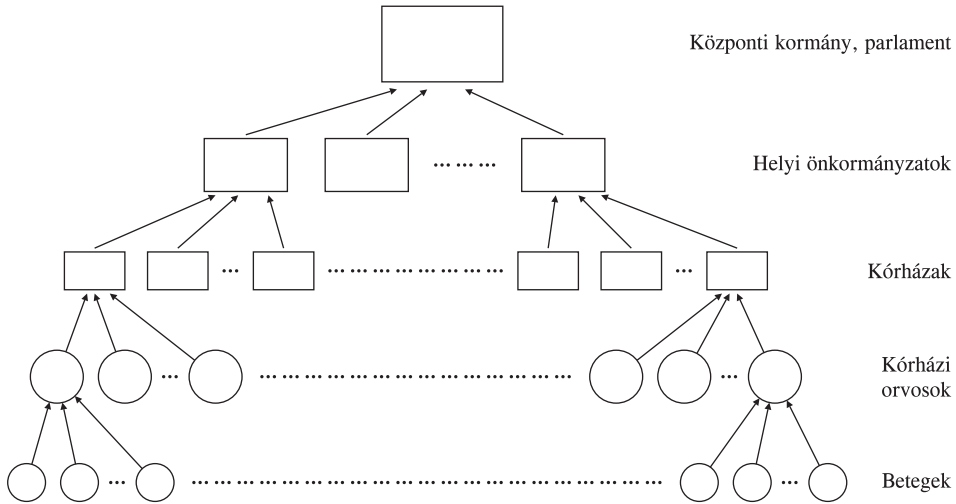 Központi kormány, parlament
Helyi önkormányzatok
Kórházak
Kórházi
orvosok
Betegek